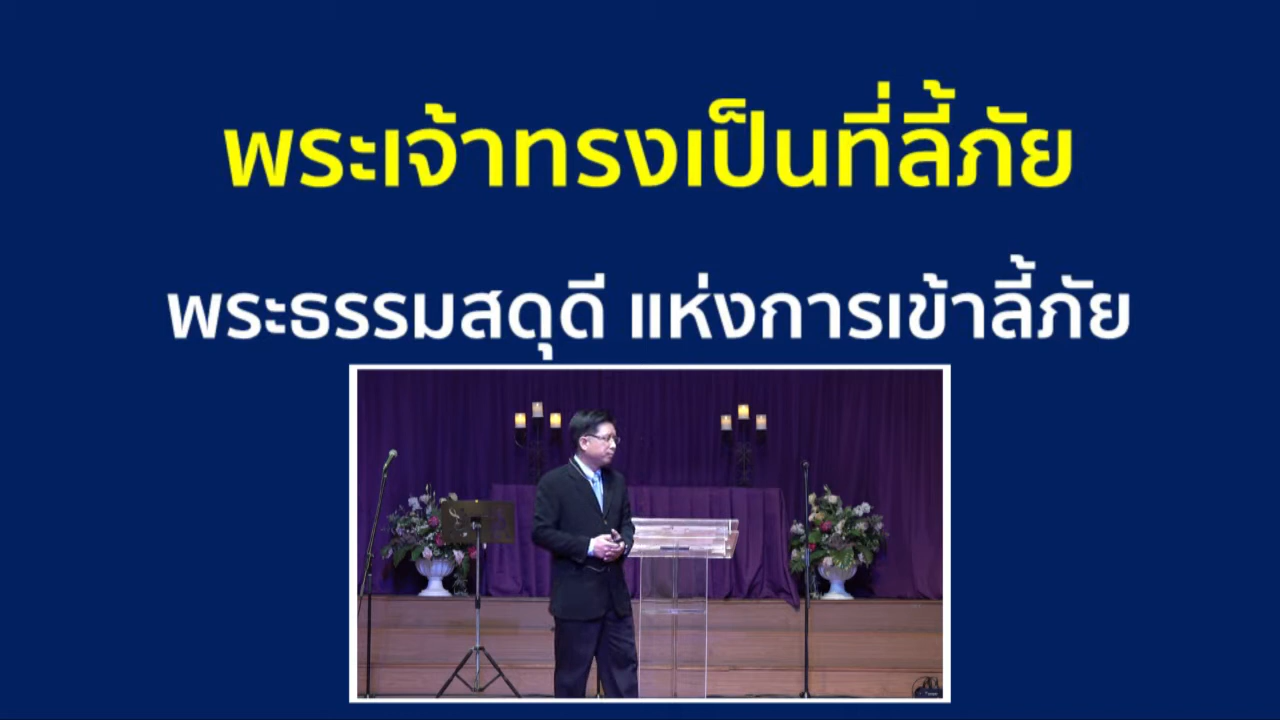 พระเจ้าทรงเป็นที่ลี้ภัย
พระธรรมสดุดี แห่งการเข้าลี้ภัย